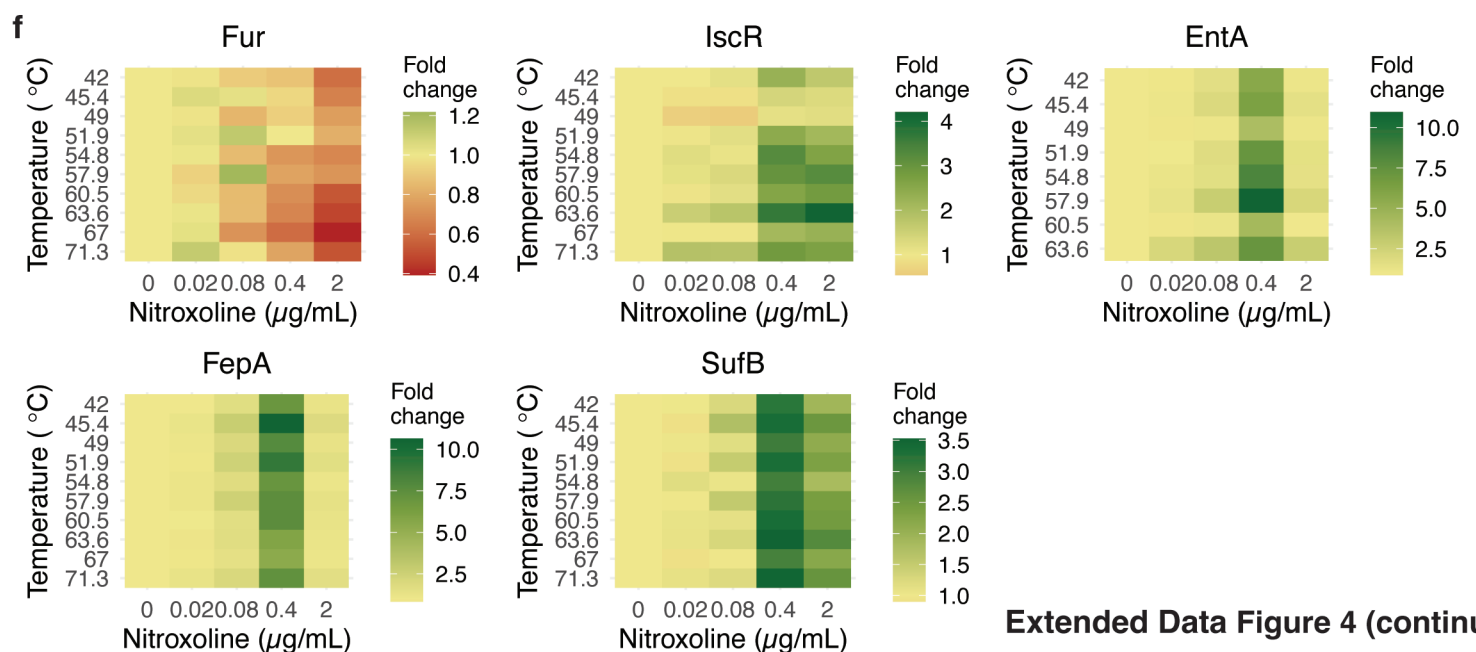 f
Fur
Temperature ( °C)
42
45.4
49
51.9
54.8
57.9
60.5
63.6
67
71.3
0 0.02 0.08 0.4 2
Nitroxoline (µg/mL)
Fold
change
1.2
1.0
0.8
0.6
0.4
IscR
Temperature ( °C)
42
45.4
49
51.9
54.8
57.9
60.5
63.6
67
71.3
0 0.02 0.08 0.4 2
Nitroxoline (µg/mL)
Fold
change
4
3
2
1
EntA
Temperature ( °C)
42
45.4
49
51.9
54.8
57.9
60.5
63.6
0 0.02 0.08 0.4 2
Nitroxoline (µg/mL)
Fold
change
10.0
7.5
5.0
2.5
FepA
Temperature ( °C)
42
45.4
49
51.9
54.8
57.9
60.5
63.6
67
71.3
0 0.02 0.08 0.4 2
Nitroxoline (µg/mL)
Fold
change
10.0
7.5
5.0
2.5
SufB
Temperature ( °C)
42
45.4
49
51.9
54.8
57.9
60.5
63.6
67
71.3
0 0.02 0.08 0.4 2
Nitroxoline (µg/mL)
Fold
change
3.5
3.0
2.5
2.0
1.5
1.0
Extended Data Figure 4 (continu